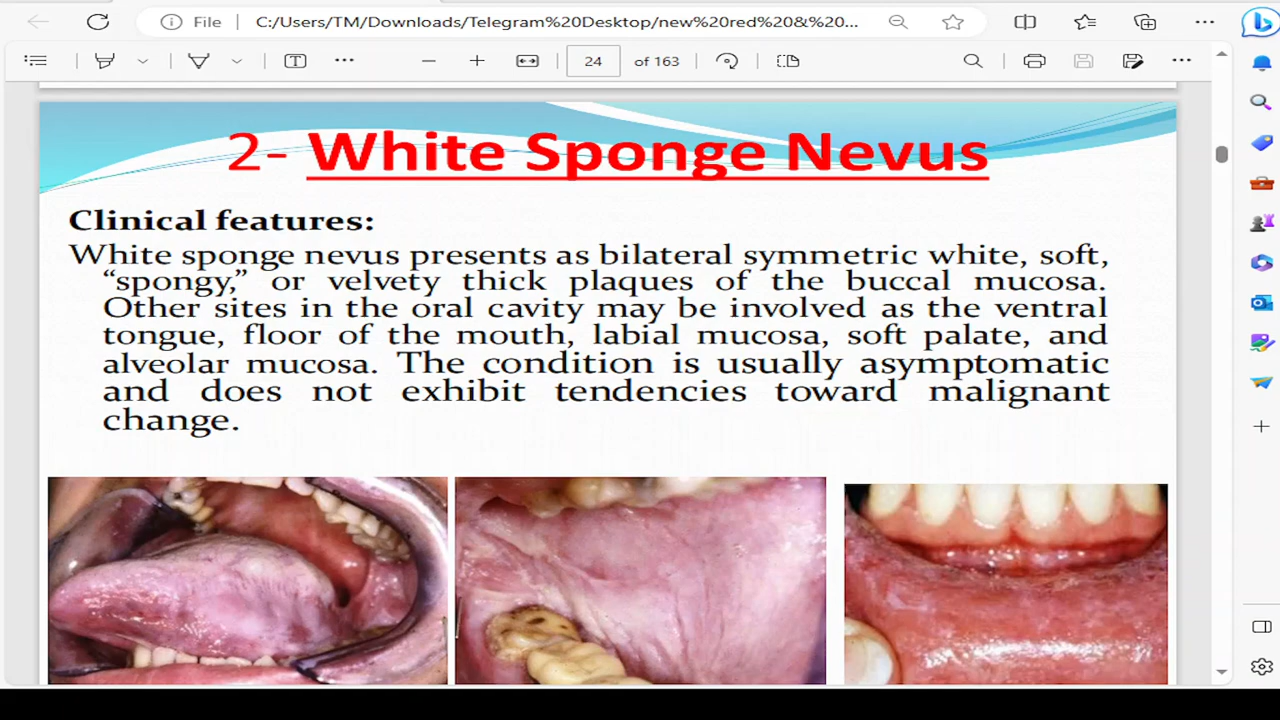 File
C:/Users/TM/Downloads/Telegram%20Desktop/new%20red%20&%20...
24 of 163
2- White Sponge Nevus
Clinical features:
White sponge nevus presents as bilateral symmetric white, soft,
“spongy,” or velvety thick plaques of the buccal mucosa.
Other sites in the oral cavity may be involved as the ventral
tongue, floor of the mouth, labial mucosa, soft palate, and
alveolar mucosa. The condition is usually asymptomatic
and does not exhibit tendencies toward malignant
change.